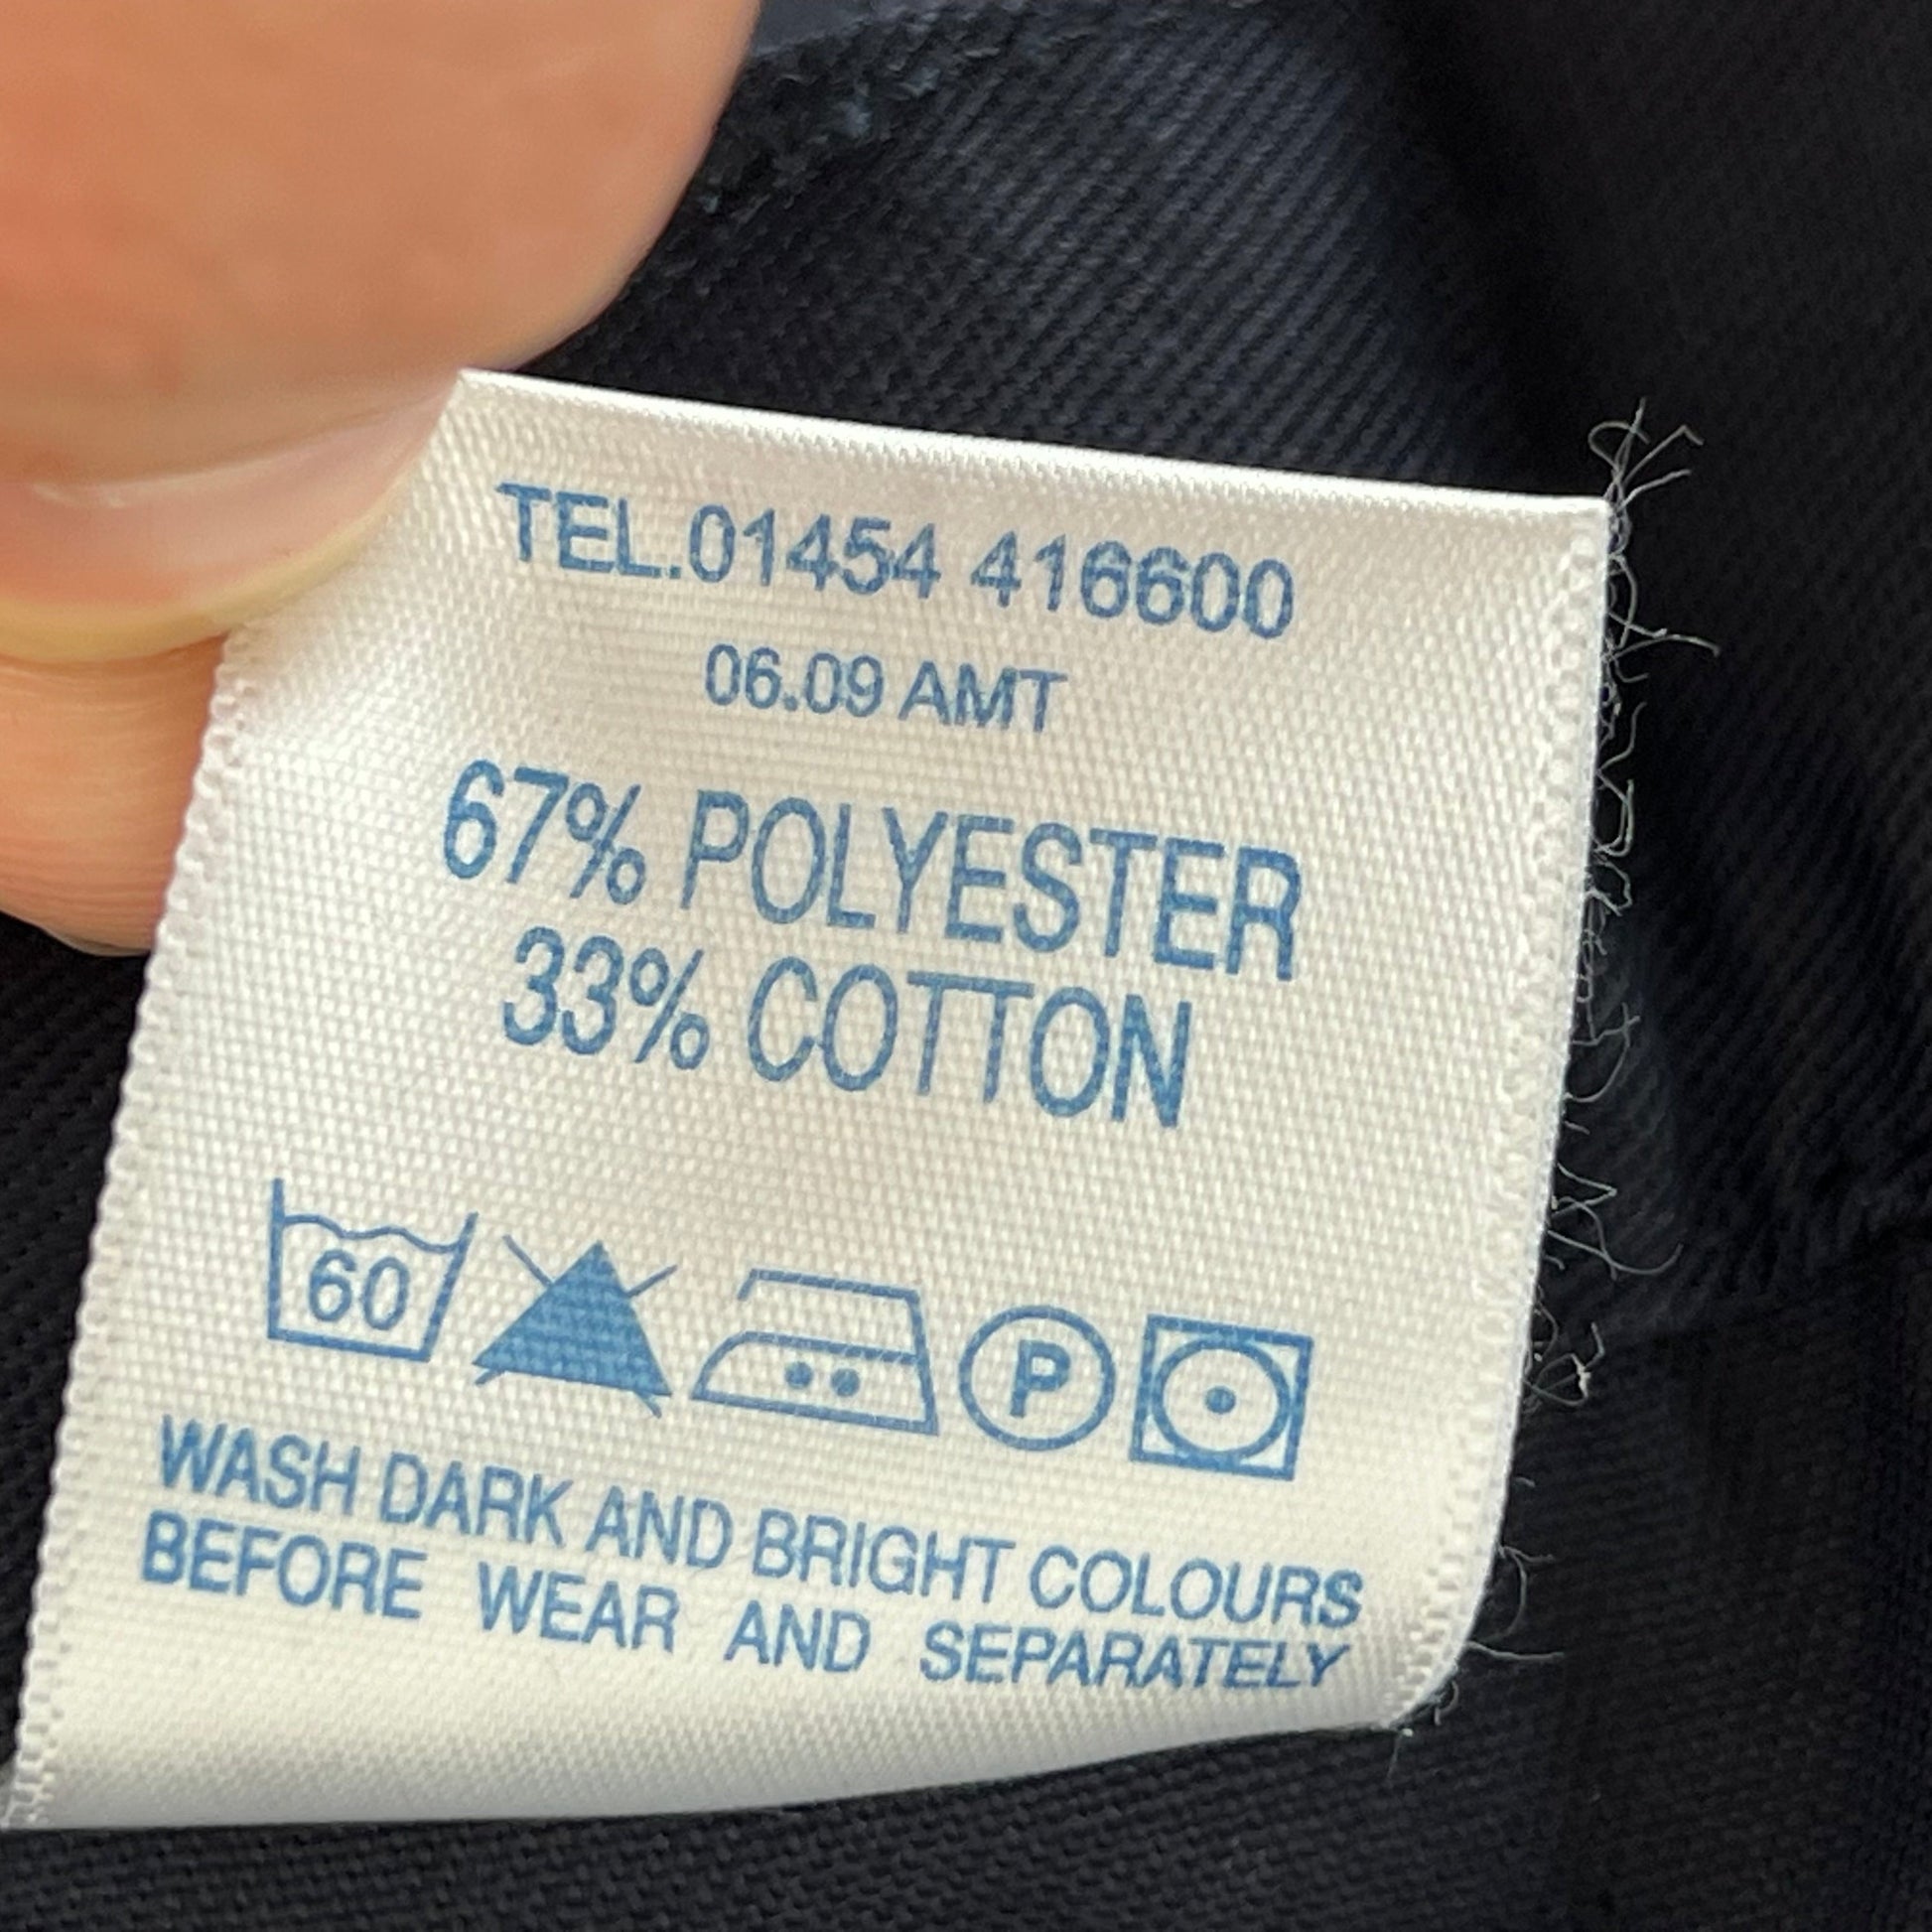 TEL.01454 416600
06.09 AMT
67% POLYESTER
33% COTTON
60 P
WASH DARK AND BRIGHT COLOURS
BEFORE WEAR AND SEPARATELY